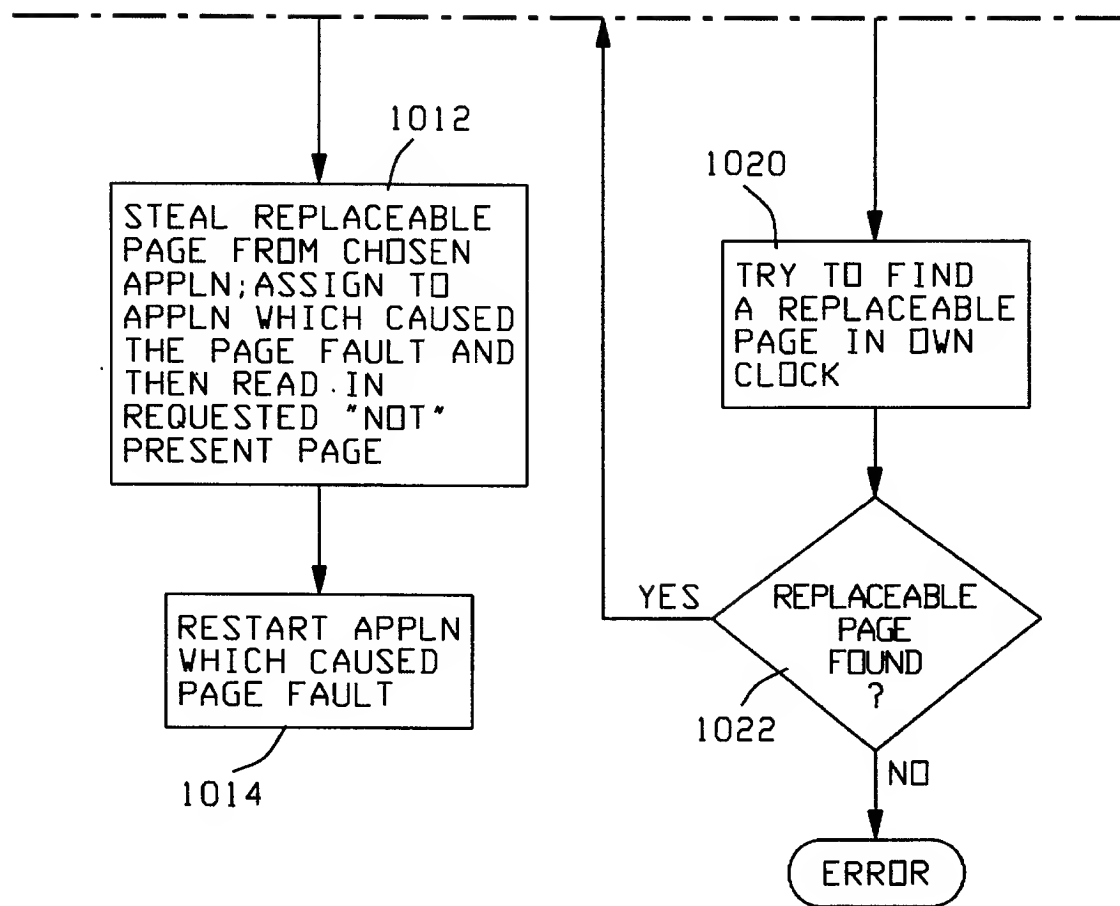 1012
STEAL REPLACEABLE
PAGE FROM CHOSEN
APPLN; ASSIGN TO
APPLN WHICH CAUSED
THE PAGE FAULT AND
THEN READ IN
REQUESTED "NOT"
PRESENT PAGE
RESTART APPLN
WHICH CAUSED
PAGE FAULT
1014
1020
TRY TO FIND
A REPLACEABLE
PAGE IN OWN
CLOCK
YES
REPLACEABLE
PAGE
FOUND
?
1022
NO
ERROR